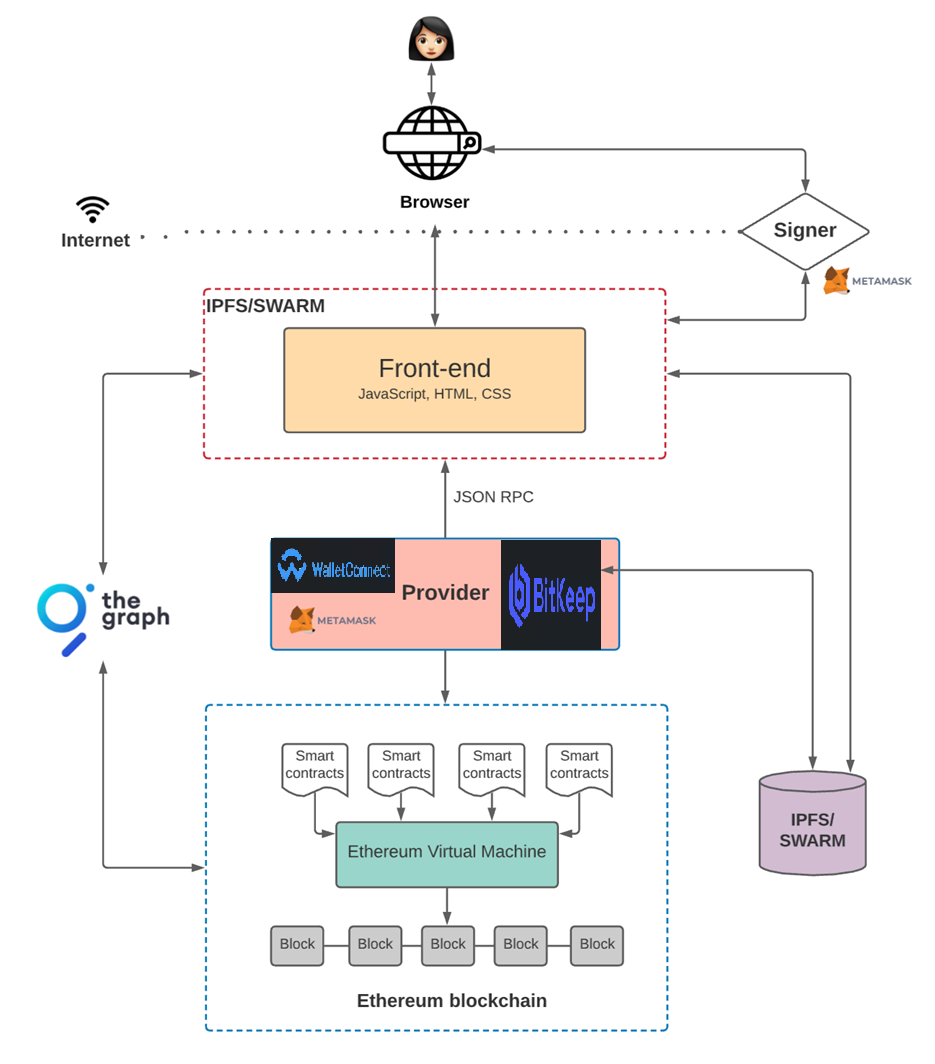 Browser
Internet
Signer
METAMASK
IPFS/SWARM
Front-end
JavaScript, HTML, CSS
JSON RPC
WalletConnect
Provider
BitKeep
METAMASK
the
graph
Smart
contracts
Smart
contracts
Smart
contracts
Smart
contracts
IPFS/
SWARM
Ethereum Virtual Machine
Block
Block
Block
Block
Block
Ethereum blockchain